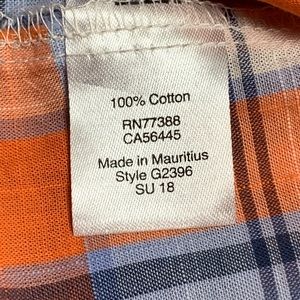 100% Cotton
RN77388
CA56445
Made in Mauritius
Style G2396
SU 18